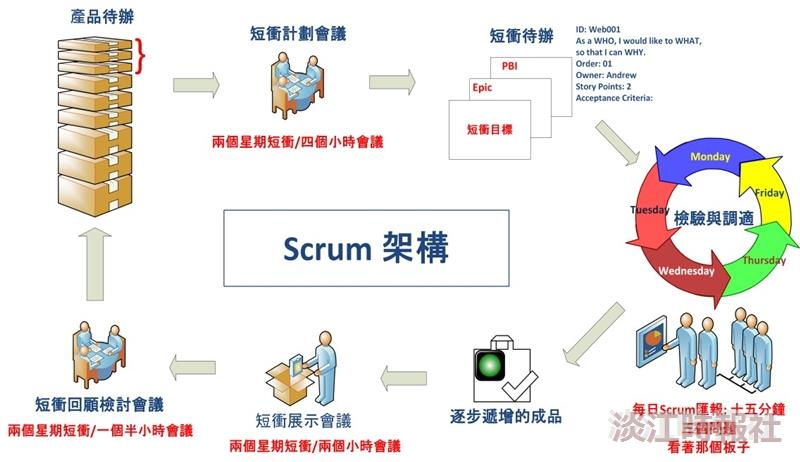 產品待辦
短衝計劃會議
兩個星期短衝/四個小時會議
短衝待辦
PBI
Epic
短衝目標
ID: Web001
As a WHO, I would like to WHAT,
so that I can WHY.
Order: 01
Owner: Andrew
Story Points: 2
Acceptance Criteria:
Monday
Tuesday
Wednesday
Thursday
Friday
檢驗與調適
Scrum 架構
每日Scrum匯報: 十五分鐘
三個問題
看著那個板子
逐步遞增的成品
短衝展示會議
兩個星期短衝/兩個小時會議
短衝回顧檢討會議
兩個星期短衝/一個半小時會議
淡江時報社